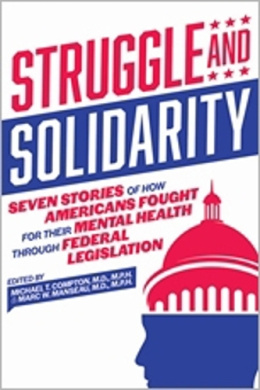 STRUGGLE AND
SOLIDARITY
SEVEN STORIES OF HOW
AMERICANS FOUGHT
FOR THEIR MENTAL HEALTH
THROUGH FEDERAL
LEGISLATION
EDITED BY
MICHAEL T. COMPTON, M.D., M.P.H.
& MARC W. MANSEAU, M.D., M.P.H.